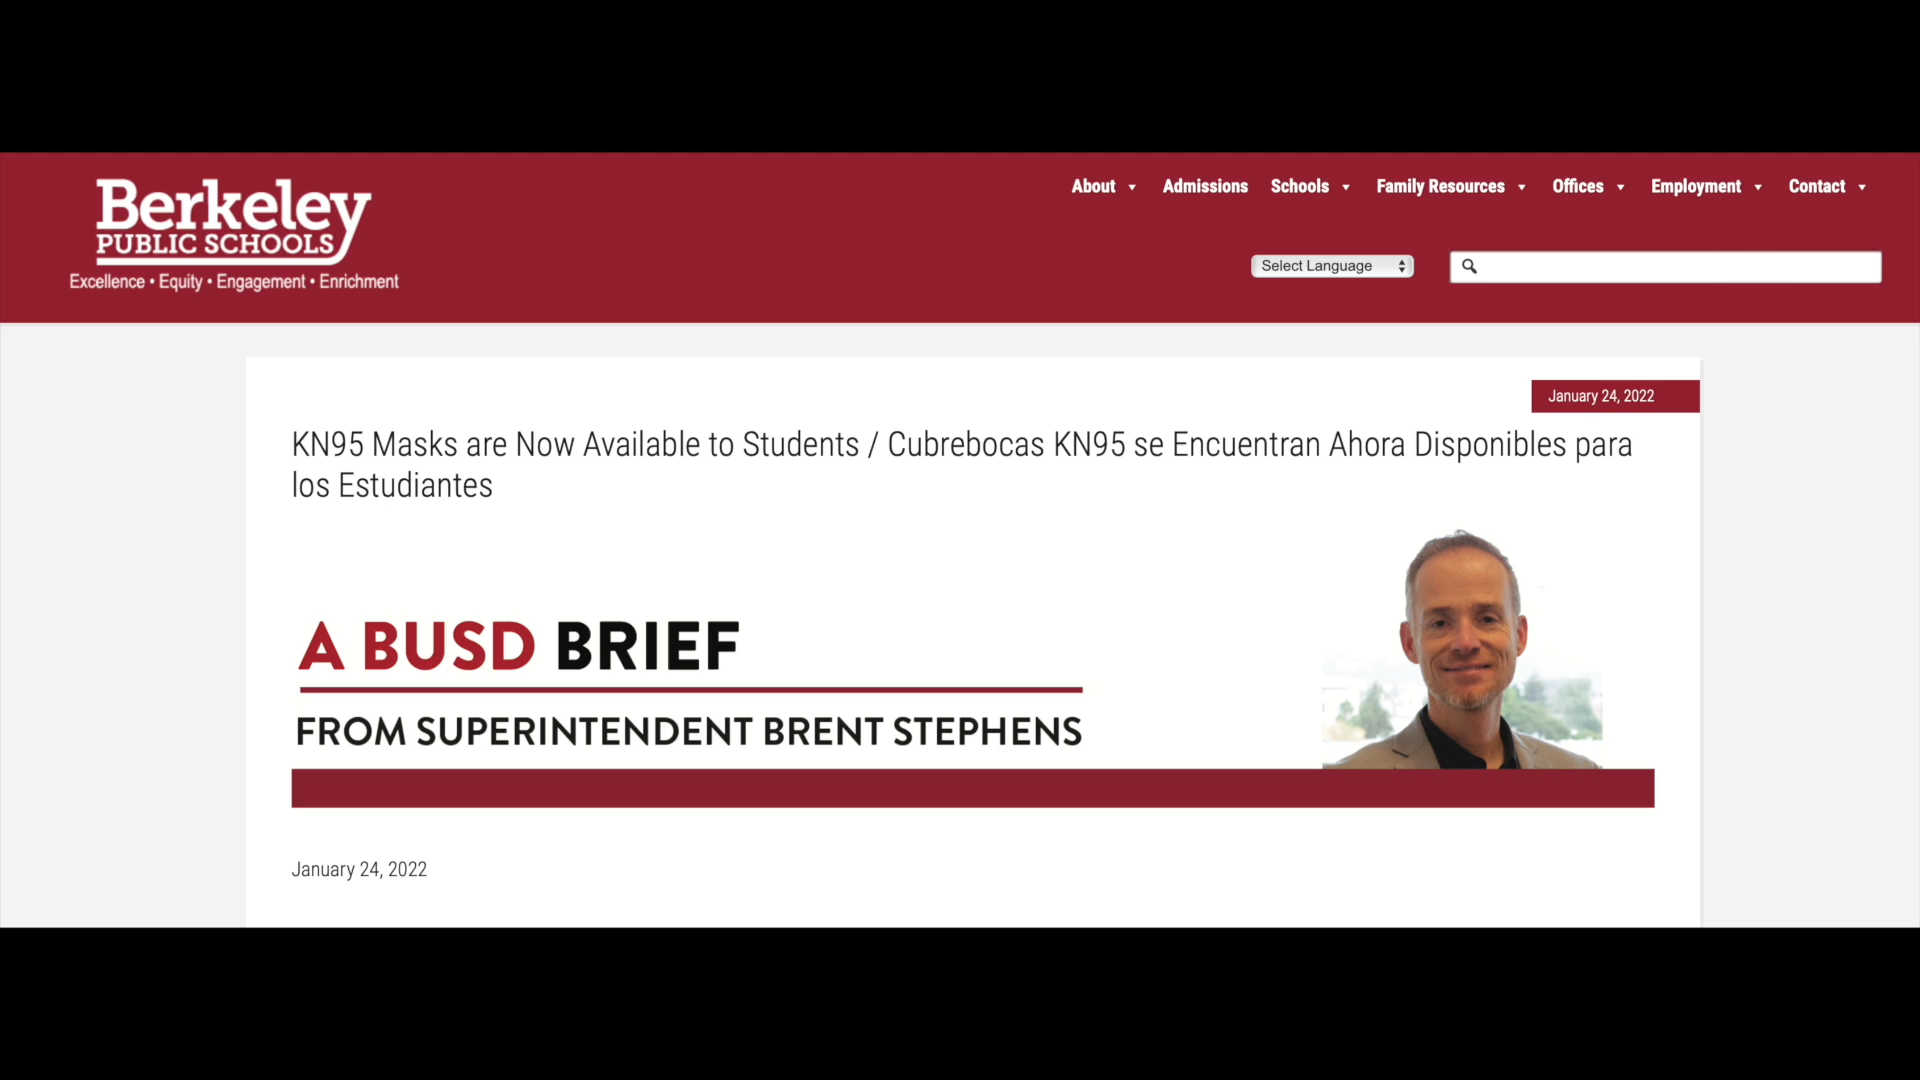 Berkeley
PUBLIC SCHOOLS
Excellence • Equity • Engagement • Enrichment
About Admissions Schools Family Resources Offices Employment Contact
Select Language
January 24, 2022
KN95 Masks are Now Available to Students / Cubrebocas KN95 se Encuentran Ahora Disponibles para
los Estudiantes
A BUSD BRIEF
FROM SUPERINTENDENT BRENT STEPHENS
January 24, 2022